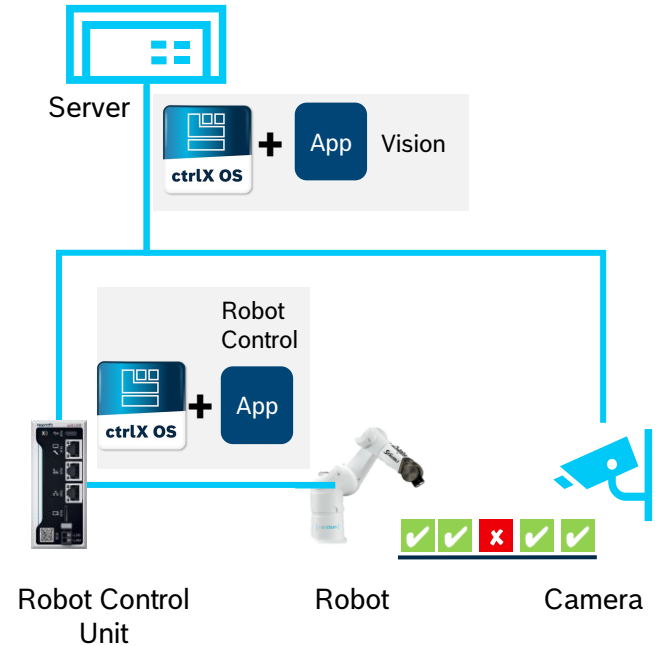 Server
ctrlX OS
App
Vision
Robot
Control
ctrlX OS
App
Robot Control
Unit
Robot
Camera